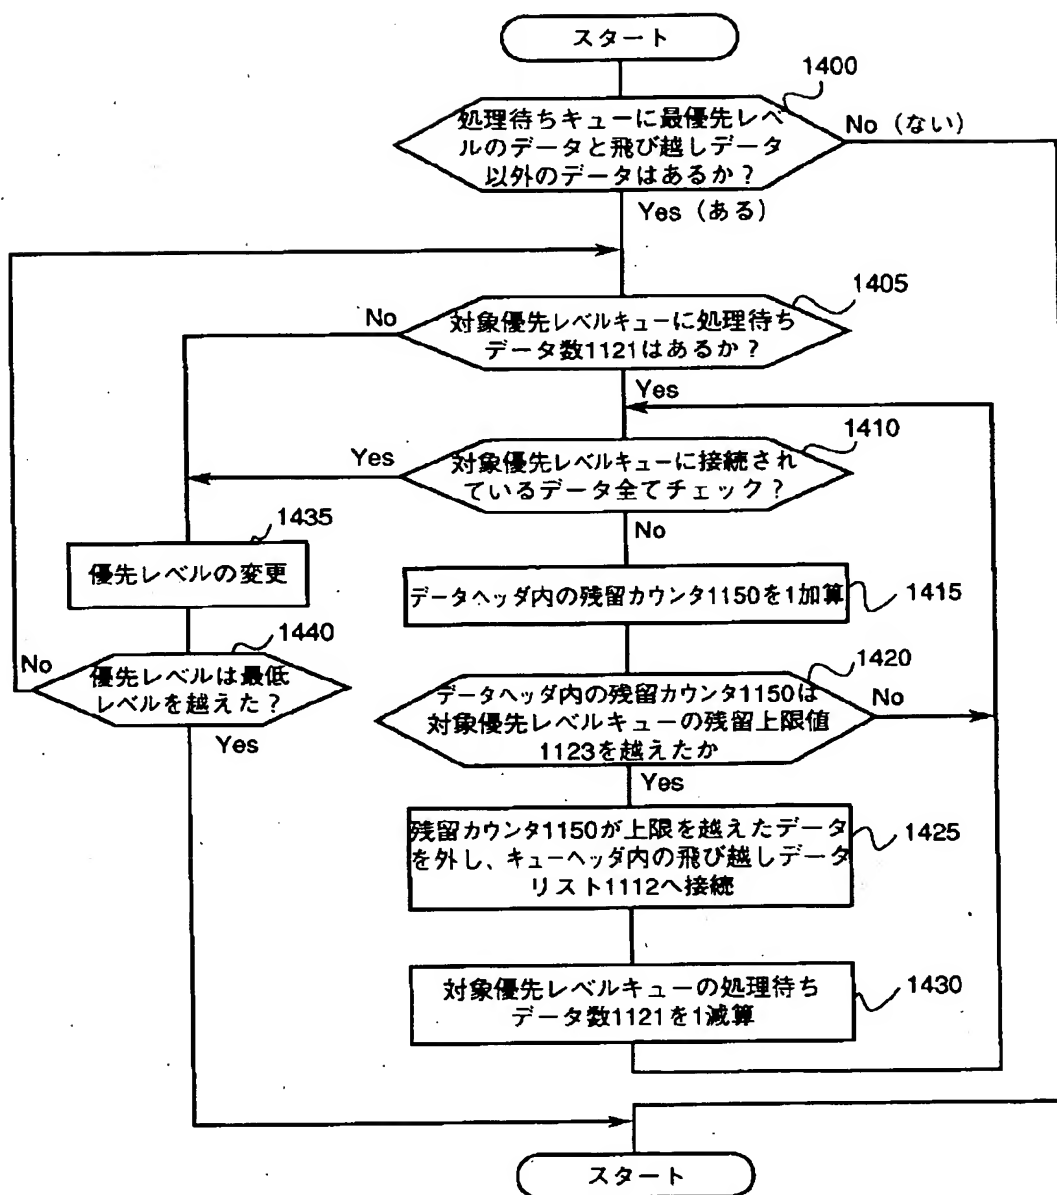 スタート
1400
処理待ちキューに最優先レベ
ルのデータと飛び越しデータ
以外のデータはあるか？
No（ない）
Yes（ある）
1405
No
対象優先レベルキューに処理待ち
データ数1121はあるか？
Yes
1410
Yes
対象優先レベルキューに接続され
ているデータ全てチェック？
No
1435
優先レベルの変更
データヘッダ内の残留カウンタ1150を1加算
1415
1440
No
優先レベルは最低
レベルを越えた？
Yes
1420
データヘッダ内の残留カウンタ1150は
対象優先レベルキューの残留上限値
1123を越えたか
No
Yes
残留カウンタ1150が上限を越えたデータ
を外し、キューヘッダ内の飛び越しデータ
リスト1112へ接続
1425
対象優先レベルキューの処理待ち
データ数1121を1減算
1430
スタート